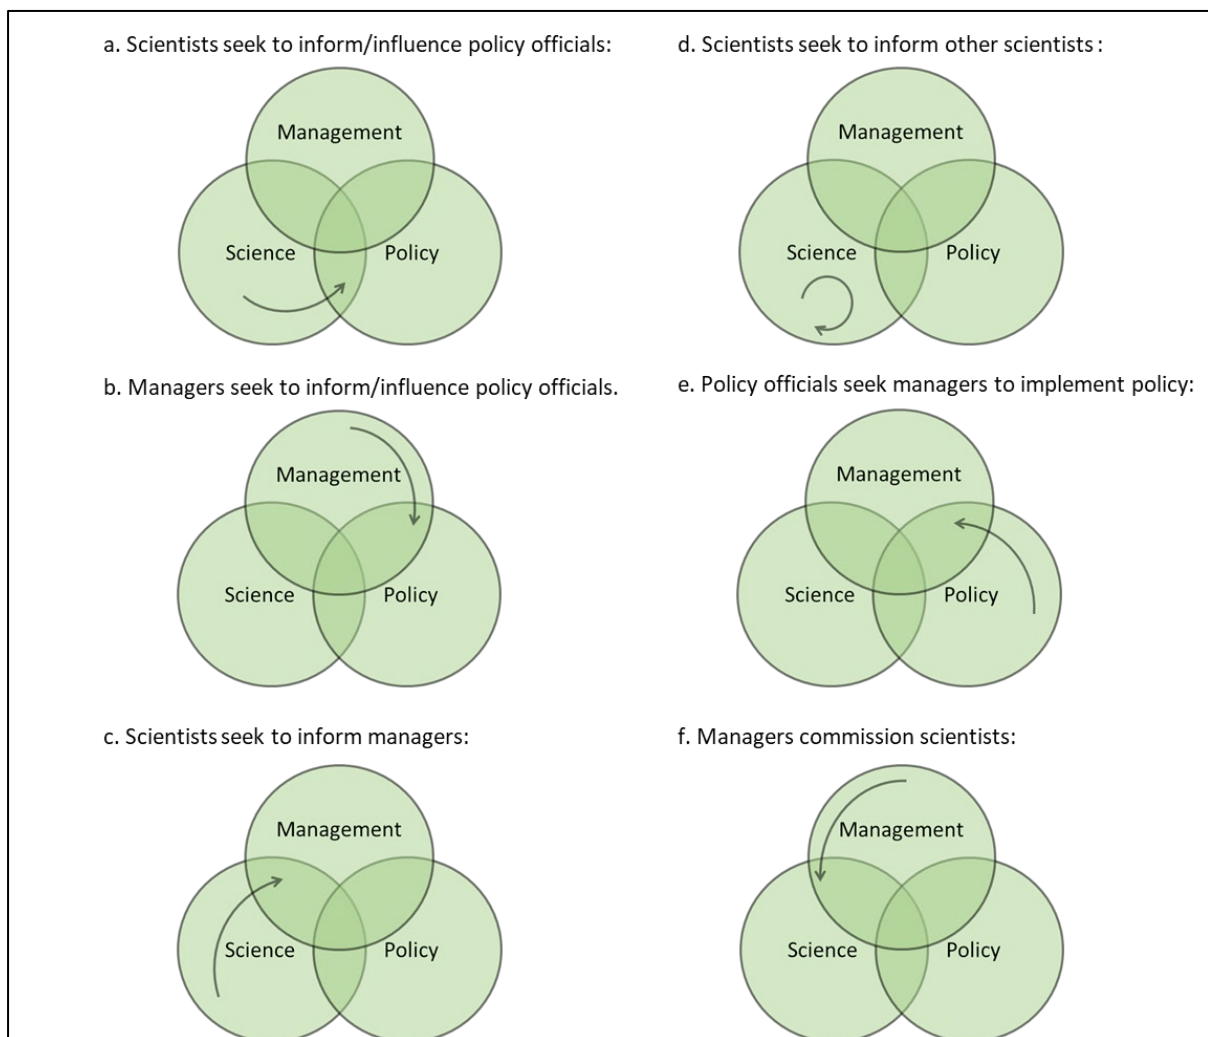 a. Scientists seek to inform/influence policy officials:
Management
Science
Policy
b. Managers seek to inform/influence policy officials.
Management
Science
Policy
c. Scientists seek to inform managers:
Management
Science
Policy
d. Scientists seek to inform other scientists :
Management
Science
Policy
e. Policy officials seek managers to implement policy:
Management
Science
Policy
f. Managers commission scientists:
Management
Science
Policy